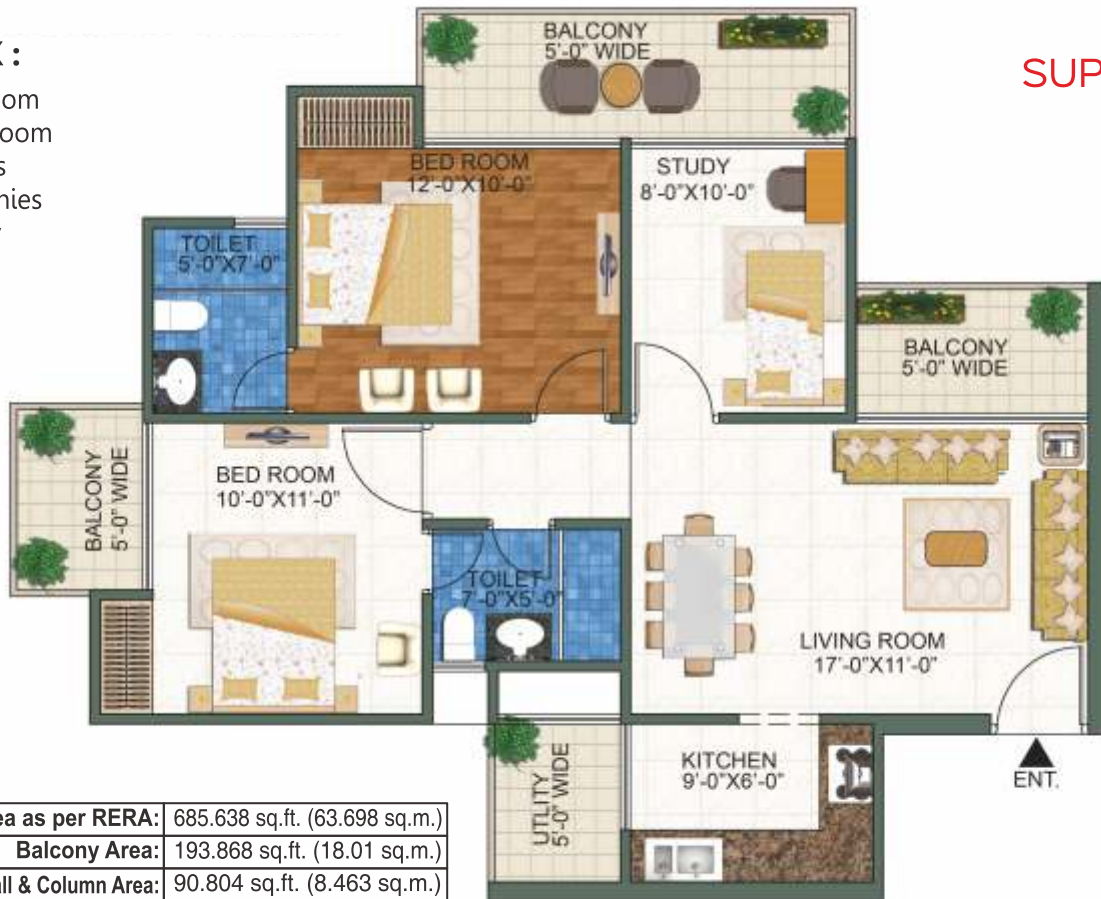 :
om
oom
s
nies
SUP
BALCONY
5'-0" WIDE
BED ROOM
12'-0"X10'-0"
STUDY
8'-0"X10'-0"
TOILET
5'-0"X7'-0"
BALCONY
5'-0" WIDE
BALCONY
5'-0" WIDE
BED ROOM
10'-0"X11'-0"
TOILET
7'-0"X5'-0"
LIVING ROOM
17'-0"X11'-0"
KITCHEN
9'-0"X6'-0"
UTLITY
5'-0" WIDE
ENT.
ea as per RERA: 685.638 sq.ft. (63.698 sq.m.)
Balcony Area: 193.868 sq.ft. (18.01 sq.m.)
all & Column Area: 90.804 sq.ft. (8.463 sq.m.)